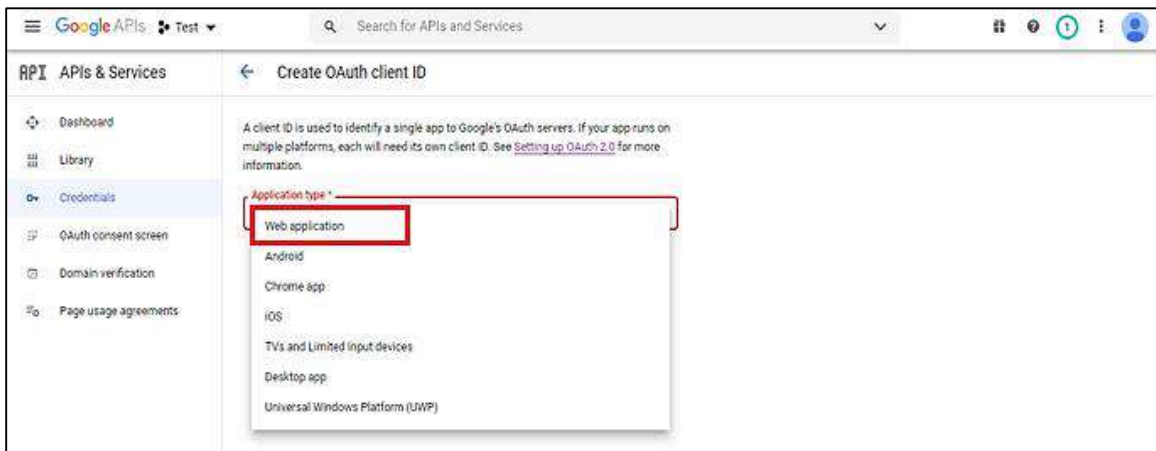 Google APIs Test
Search for APIs and Services
1
API APIs & Services
Create OAuth client ID
Dashboard
Library
Credentials
OAuth consent screen
Domain verification
Page usage agreements
A client ID is used to identify a single app to Google's OAuth servers. If your app runs on
multiple platforms, each will need its own client ID. See Setting up OAuth 2.0 for more
information.
Application type *
Web application
Android
Chrome app
iOS
TVs and Limited Input devices
Desktop app
Universal Windows Platform (UWP)